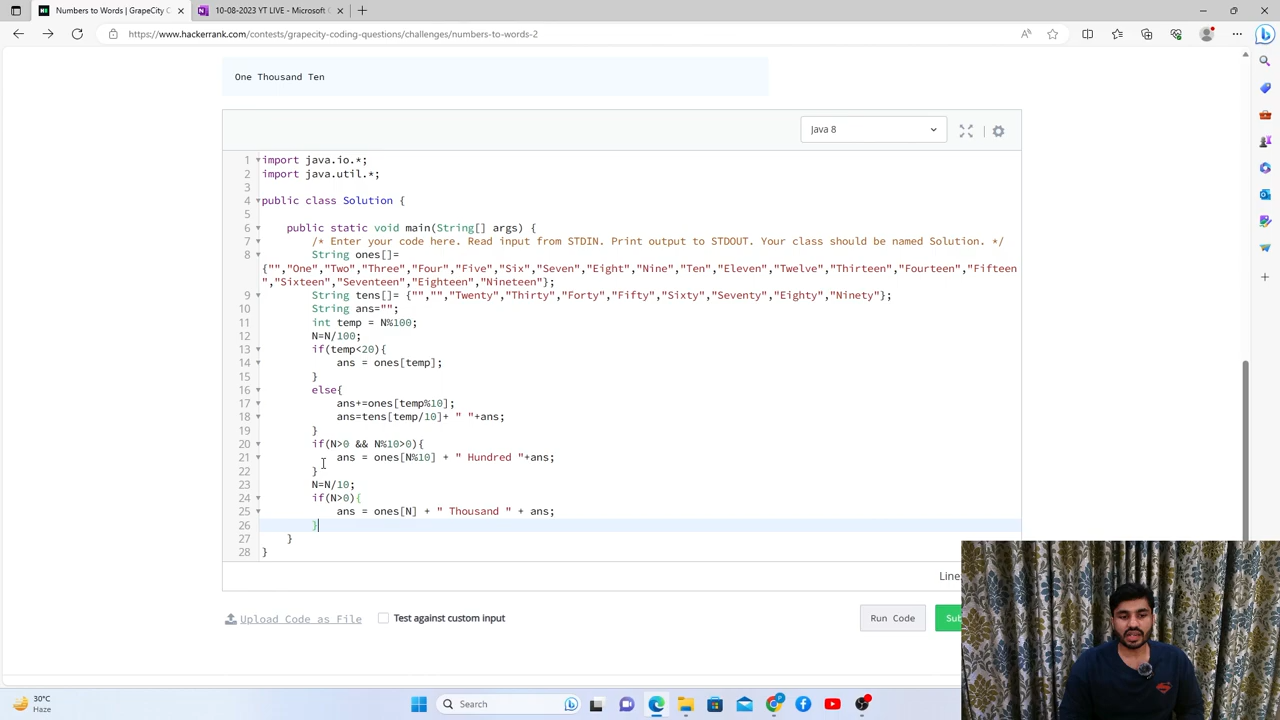 Numbers to Words | GrapeCity C
10-08-2023 YT LIVE - Microsoft
https://www.hackerrank.com/contests/grapecity-coding-questions/challenges/numbers-to-words-2
One Thousand Ten
Java 8
1 import java.io.*;
2 import java.util.*;
3
4 public class Solution {
5
6 public static void main(String[] args) {
7 /* Enter your code here. Read input from STDIN. Print output to STDOUT. Your class should be named Solution. */
8 String ones[]=
{"","One","Two","Three","Four","Five","Six","Seven","Eight","Nine","Ten","Eleven","Twelve","Thirteen","Fourteen","Fifteen
","Sixteen","Seventeen","Eighteen","Nineteen"};
9 String tens[]= {"","","Twenty","Thirty","Forty","Fifty","Sixty","Seventy","Eighty","Ninety"};
10 String ans="";
11 int temp = N%100;
12 N=N/100;
13 if(temp<20){
14 ans = ones[temp];
15 }
16 else{
17 ans+=ones[temp%10];
18 ans=tens[temp/10]+ " "+ans;
19 }
20 if(N>0 && N%10>0){
21 ans = ones[N%10] + " Hundred "+ans;
22 }
23 N=N/10;
24 if(N>0){
25 ans = ones[N] + " Thousand " + ans;
26 }
27 }
28 }
Line
Upload Code as File
Test against custom input
Run Code
Sub
30°C
Haze
Search